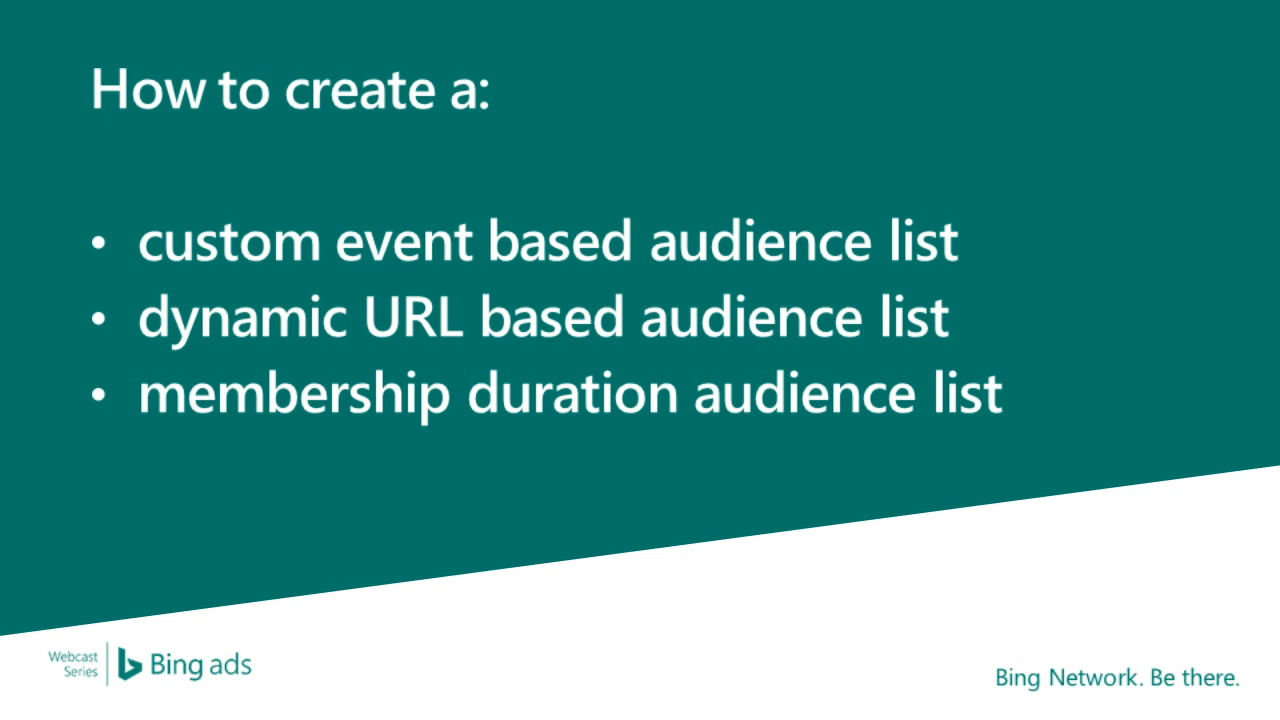 How to create a:
• custom event based audience list
• dynamic URL based audience list
• membership duration audience list
Webcast
Series
Bing ads
Bing Network. Be there.